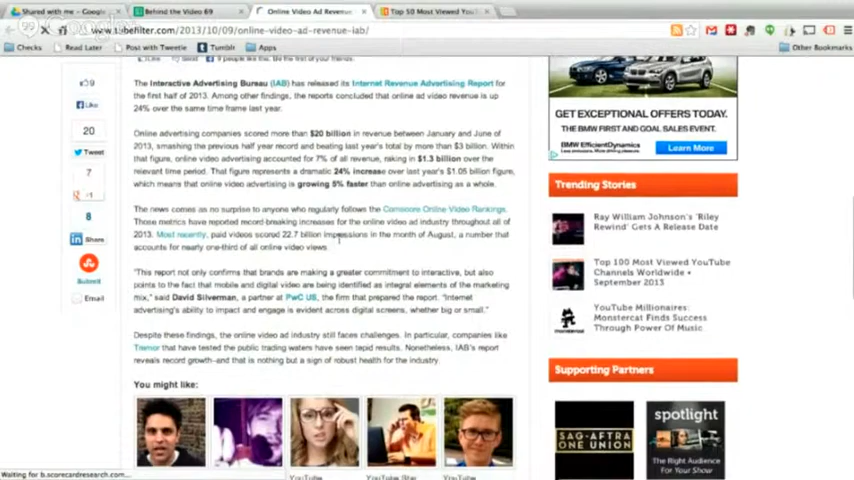 Shared with me - Google
Behind the Video 69
Online Video Ad Revenue
Top 50 Most Viewed YouT
Google
www.tubefilter.com/2013/10/09/online-video-ad-revenue-iab/
Checks
Read Later
Post with Tweetie
Tumblr
Apps
Other Bookmarks
9
Like
20
Tweet
7
+1
8
Share
Submit
Email
The Interactive Advertising Bureau (IAB) has released its Internet Revenue Advertising Report for
the first half of 2013. Among other findings, the reports concluded that online ad video revenue is up
24% over the same time frame last year.
Online advertising companies scored more than $20 billion in revenue between January and June of
2013, smashing the previous half year record and beating last year's total by more than $3 billion. Within
that figure, online video advertising accounted for 7% of all revenue, raking in $1.3 billion over the
relevant time period. That figure represents a dramatic 24% increase over last year's $1.05 billion figure,
which means that online video advertising is growing 5% faster than online advertising as a whole.
The news comes as no surprise to anyone who regularly follows the Comscore Online Video Rankings.
Those metrics have reported record breaking increases for the online video ad industry throughout all of
2013. Most recently, paid videos scored 22.7 billion impressions in the month of August, a number that
accounts for nearly one-third of all online video views.
"This report not only confirms that brands are making a greater commitment to interactive, but also
points to the fact that mobile and digital video are being identified as integral elements of the marketing
mix," said David Silverman, a partner at PwC US, the firm that prepared the report. "Internet
advertising's ability to impact and engage is evident across digital screens, whether big or small."
Despite these findings, the online video ad industry still faces challenges. In particular, companies like
Tremor that have tested the public trading waters have seen tepid results. Nonetheless, IAB's report
reveals record growth–and that is nothing but a sign of robust health for the industry.
You might like:
YouTube
YouTube Star
YouTube
GET EXCEPTIONAL OFFERS TODAY.
THE BMW FIRST AND GOAL SALES EVENT.
BMW EfficientDynamics
Learn More
Trending Stories
Ray William Johnson's 'Riley
Rewind' Gets A Release Date
Top 100 Most Viewed YouTube
Channels Worldwide •
September 2013
YouTube Millionaires:
Monstercat Finds Success
Through Power Of Music
Supporting Partners
SAG-AFTRA
ONE UNION
spotlight
The Right Audience
For Your Show
Waiting for b.scorecardresearch.com...